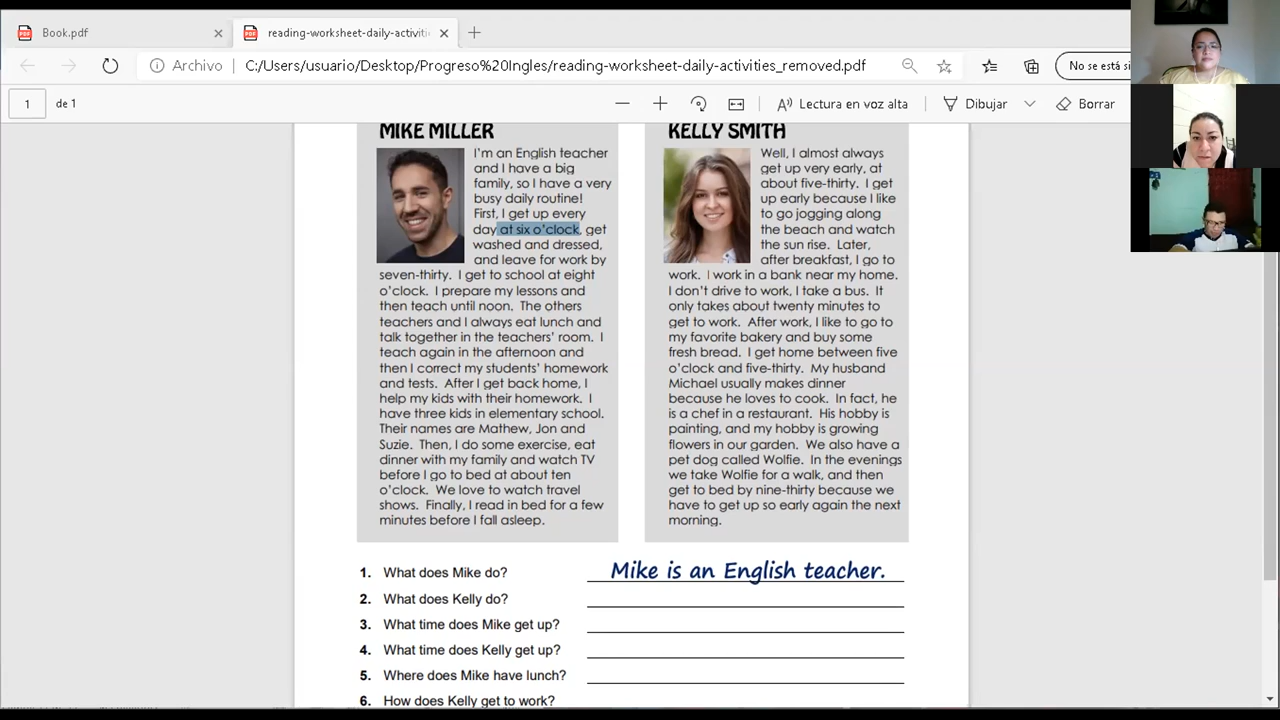 Book.pdf
reading-worksheet-daily-activiti
Archivo
C:/Users/usuario/Desktop/Progreso%20Ingles/reading-worksheet-daily-activities_removed.pdf
No se está si
1
de 1
Lectura en voz alta
Dibujar
Borrar
MIKE MILLER
I'm an English teacher
and I have a big
family, so I have a very
busy daily routine!
First, I get up every
day at six o'clock, get
washed and dressed,
and leave for work by
seven-thirty. I get to school at eight
o'clock. I prepare my lessons and
then teach until noon. The others
teachers and I always eat lunch and
talk together in the teachers' room. I
teach again in the afternoon and
then I correct my students' homework
and tests. After I get back home, I
help my kids with their homework. I
have three kids in elementary school.
Their names are Mathew, Jon and
Suzie. Then, I do some exercise, eat
dinner with my family and watch TV
before I go to bed at about ten
o'clock. We love to watch travel
shows. Finally, I read in bed for a few
minutes before I fall asleep.
KELLY SMITH
Well, I almost always
get up very early, at
about five-thirty. I get
up early because I like
to go jogging along
the beach and watch
the sun rise. Later,
after breakfast, I go to
work. I work in a bank near my home.
I don't drive to work, I take a bus. It
only takes about twenty minutes to
get to work. After work, I like to go to
my favorite bakery and buy some
fresh bread. I get home between five
o'clock and five-thirty. My husband
Michael usually makes dinner
because he loves to cook. In fact, he
is a chef in a restaurant. His hobby is
painting, and my hobby is growing
flowers in our garden. We also have a
pet dog called Wolfie. In the evenings
we take Wolfie for a walk, and then
get to bed by nine-thirty because we
have to get up so early again the next
morning.
1. What does Mike do? Mike is an English teacher.
2. What does Kelly do?
3. What time does Mike get up?
4. What time does Kelly get up?
5. Where does Mike have lunch?
6. How does Kelly get to work?